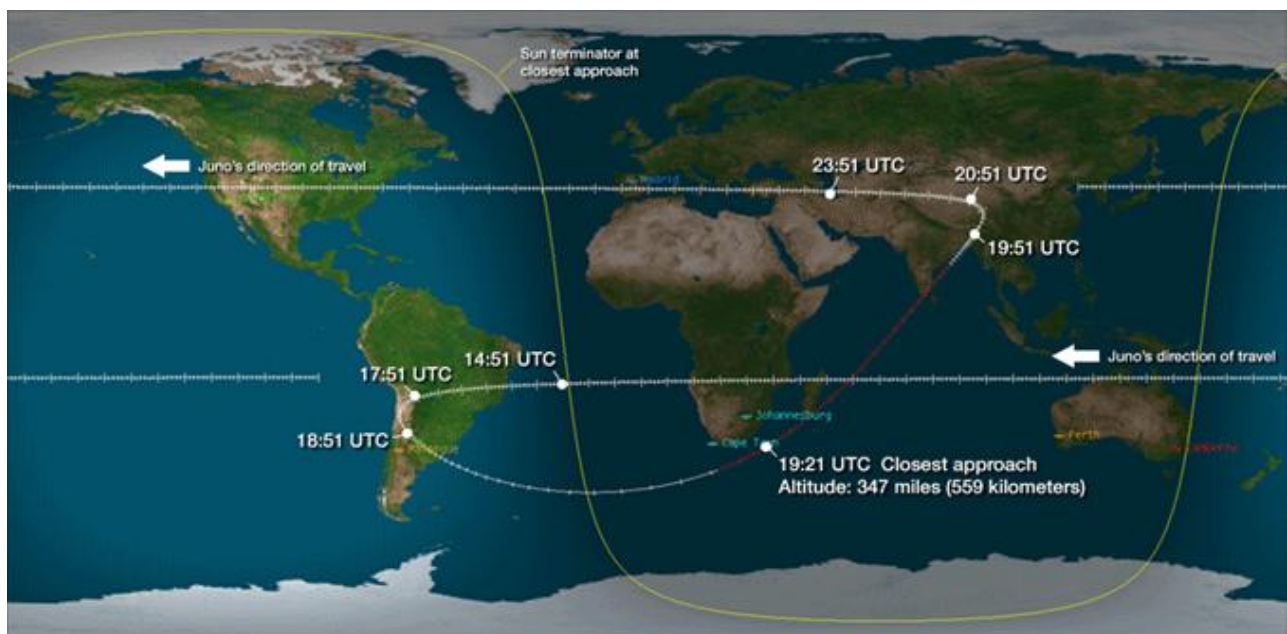 Sun terminator at
closest approach
Juno's direction of travel
Madrid
23:51 UTC
20:51 UTC
19:51 UTC
14:51 UTC
17:51 UTC
Juno's direction of travel
Johannesburg
18:51 UTC
Cape Town
Perth
19:21 UTC Closest approach
Altitude: 347 miles (559 kilometers)